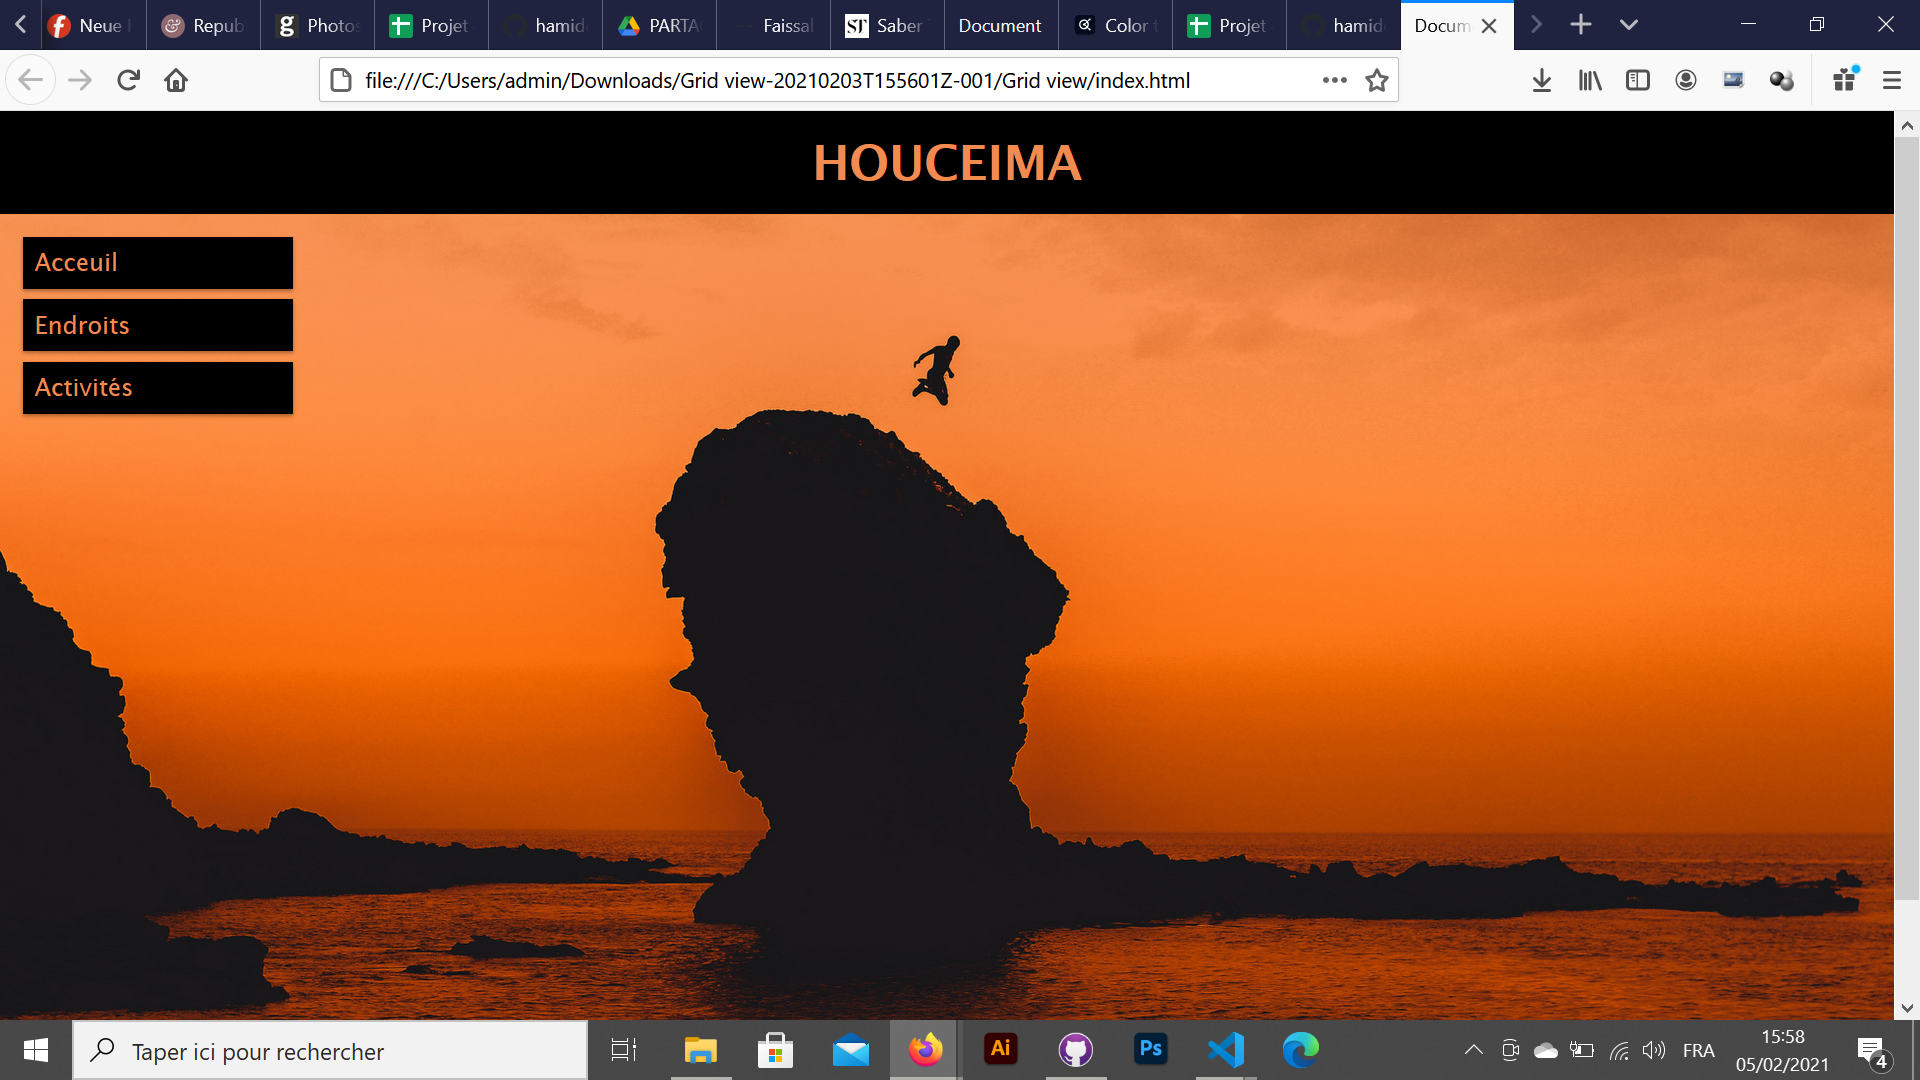 Neue
Repub
g Photos
Projet
hamid
PARTA
Faissal
ST Saber
Document
Color t
Projet
hamid
Docum
file:///C:/Users/admin/Downloads/Grid view-20210203T155601Z-001/Grid view/index.html
HOUCEIMA
Acceuil
Endroits
Activités
Taper ici pour rechercher
Ai
Ps
FRA
15:58
05/02/2021
4